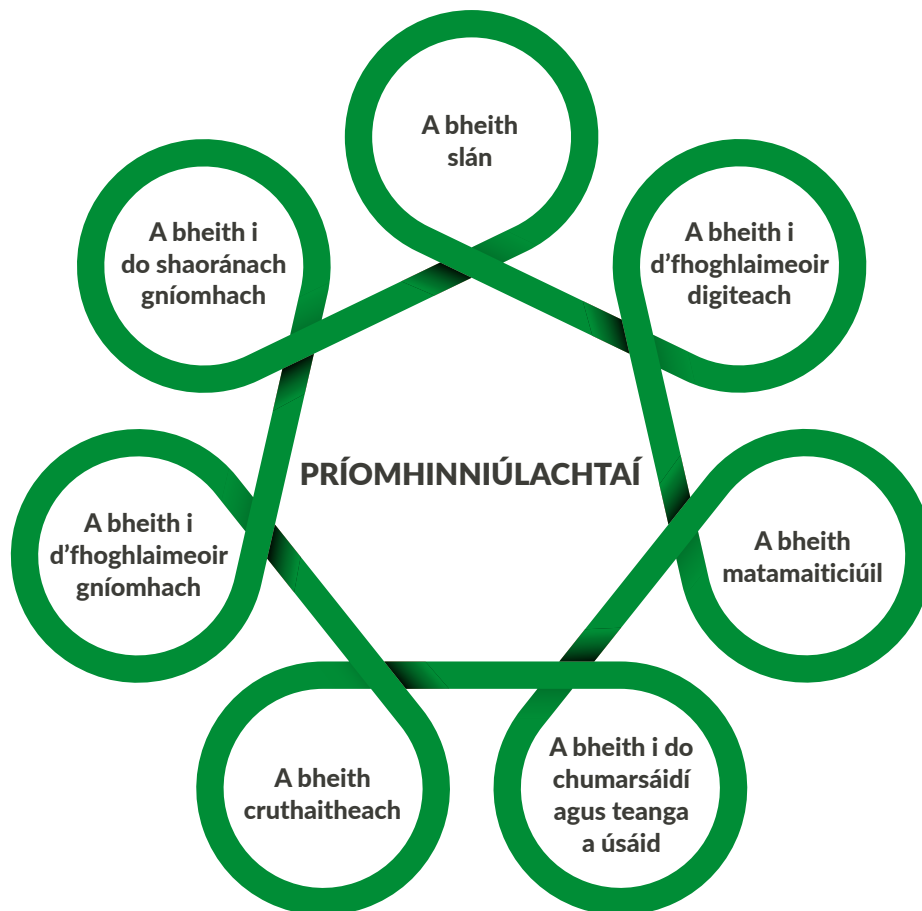 A bheith
slán
A bheith i
d'fhoghlaimeoir
digiteach
A bheith
matamaiticiúil
A bheith i do
chumarsáidí
agus teanga
a úsáid
A bheith
cruthaitheach
A bheith i
d'fhoghlaimeoir
gníomhach
A bheith i
do shaoránach
gníomhach
PRÍOMHINNIÚLACHTAÍ